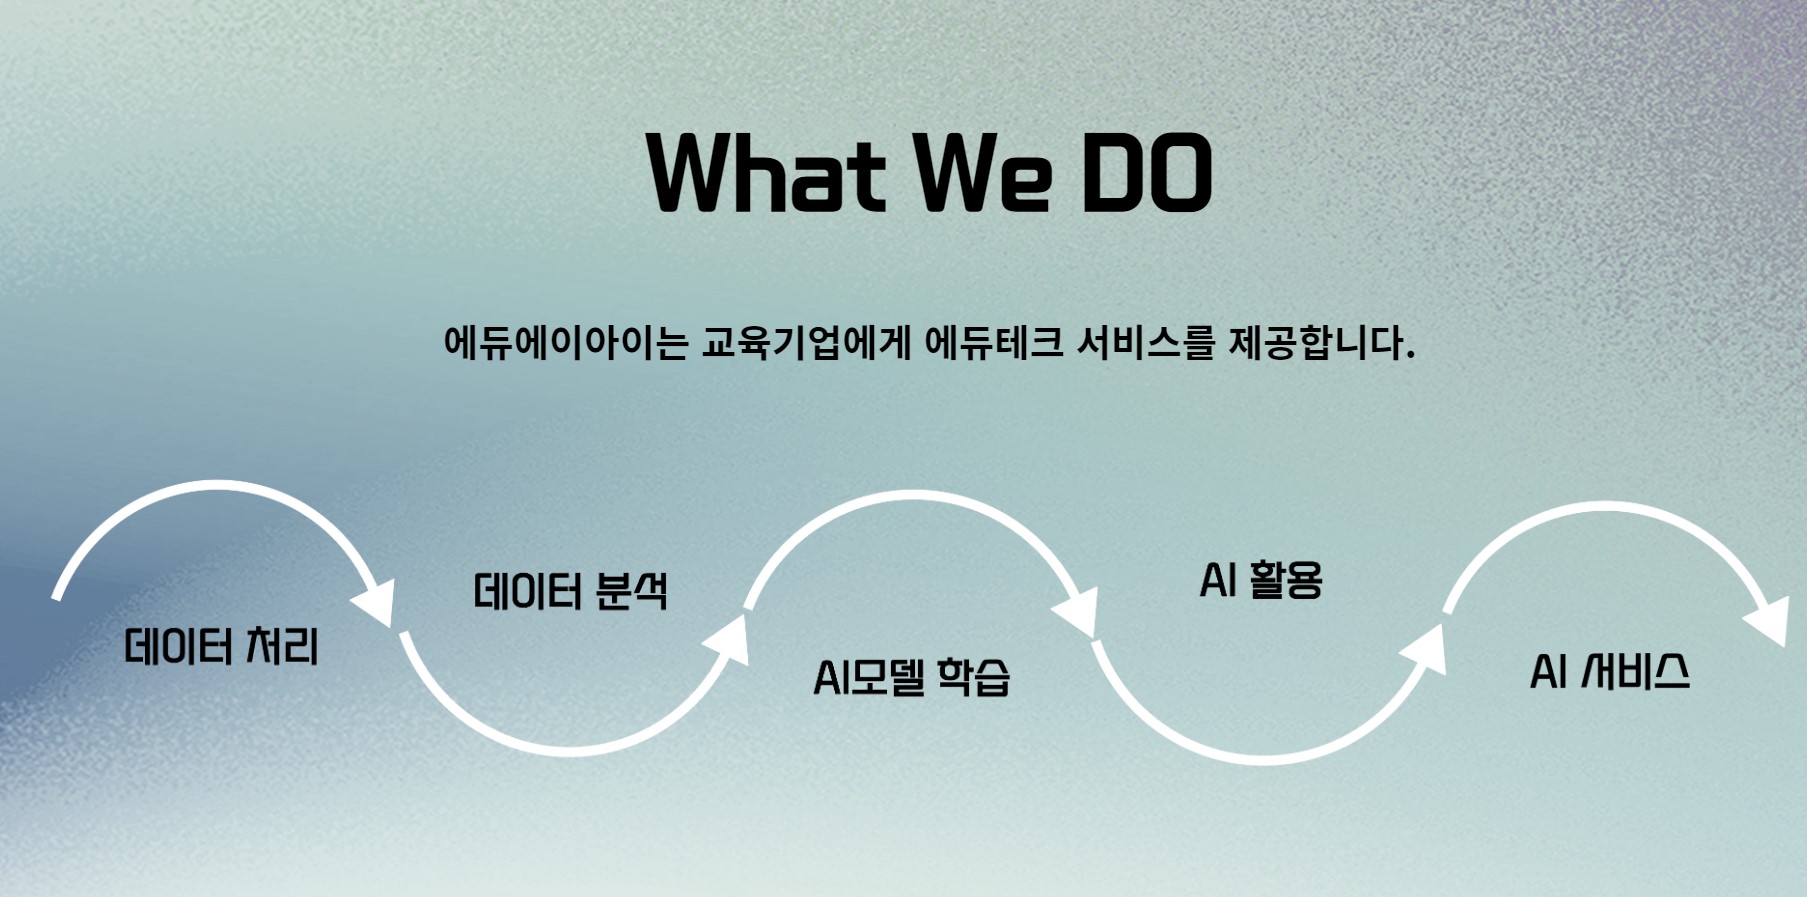 What We DO
에듀에이아이는 교육기업에게 에듀테크 서비스를 제공합니다.
데이터 처리
데이터 분석
AI모델 학습
AI 활용
AI 서비스